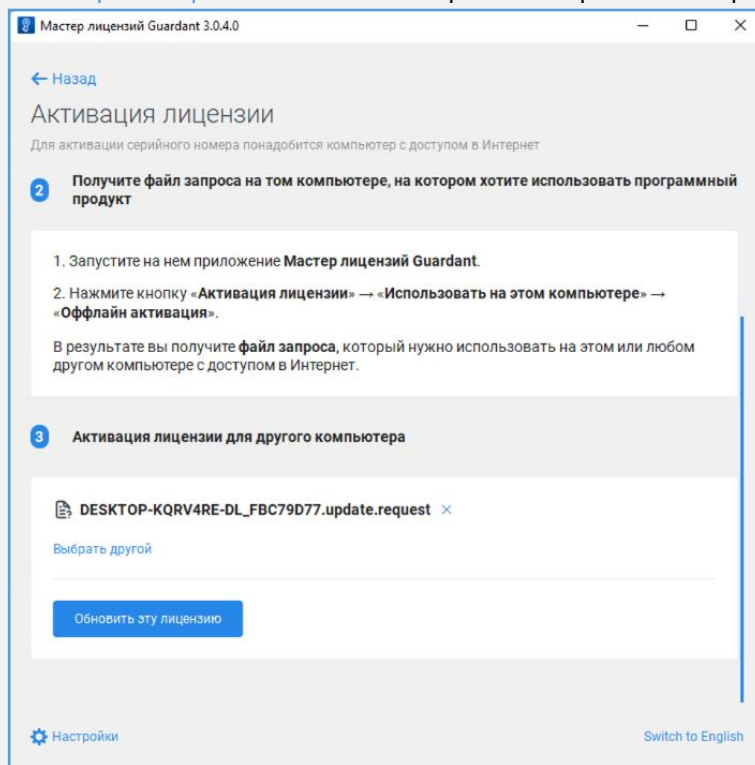 Мастер лицензий Guardant 3.0.4.0
Назад
Активация лицензии
Для активации серийного номера понадобится компьютер с доступом в Интернет
2 Получите файл запроса на том компьютере, на котором хотите использовать программный
продукт
1. Запустите на нем приложение Мастер лицензий Guardant.
2. Нажмите кнопку «Активация лицензии» → «Использовать на этом компьютере» →
«Оффлайн активация».
В результате вы получите файл запроса, который нужно использовать на этом или любом
другом компьютере с доступом в Интернет.
3 Активация лицензии для другого компьютера
DESKTOP-KQRV4RE-DL_FBC79D77.update.request
Выбрать другой
Обновить эту лицензию
Настройки
Switch to English